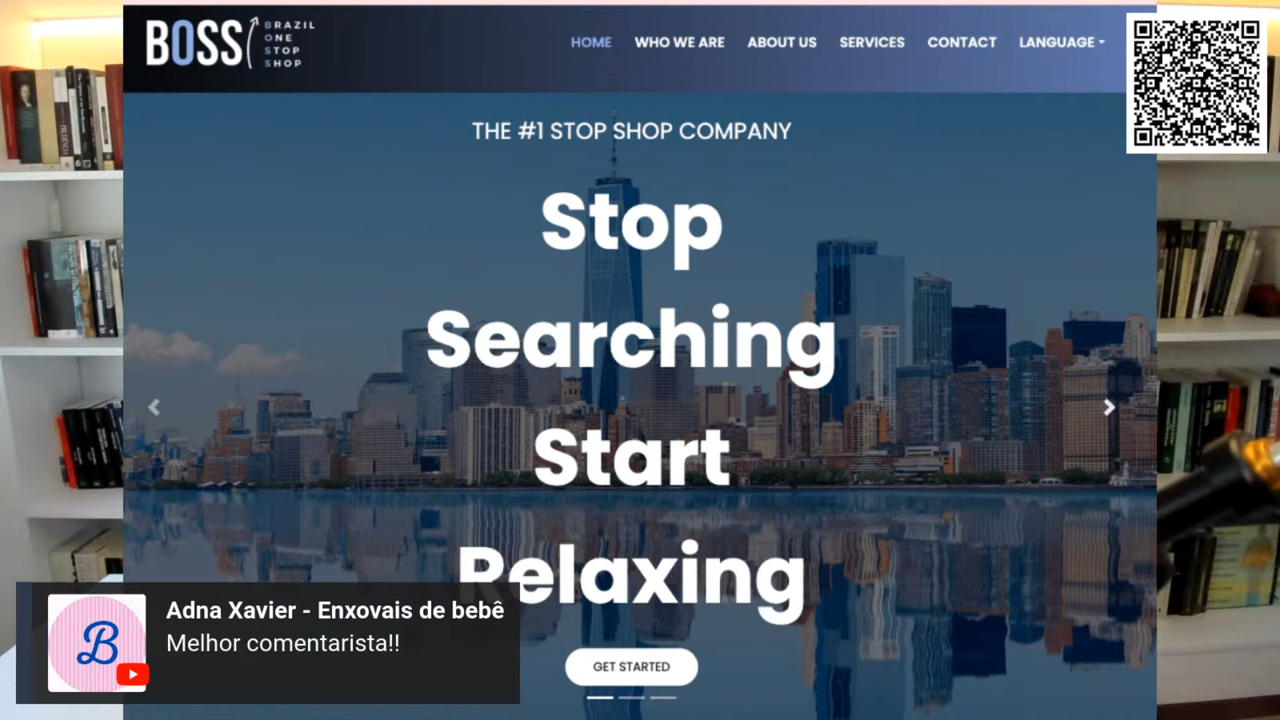 BOSS
BRAZIL
ONE
STOP
SHOP
HOME WHO WE ARE ABOUT US SERVICES CONTACT LANGUAGE
THE #1 STOP SHOP COMPANY
Stop
Searching
Start
Relaxing
GET STARTED
B
Adna Xavier - Enxovais de bebê
Melhor comentarista!!